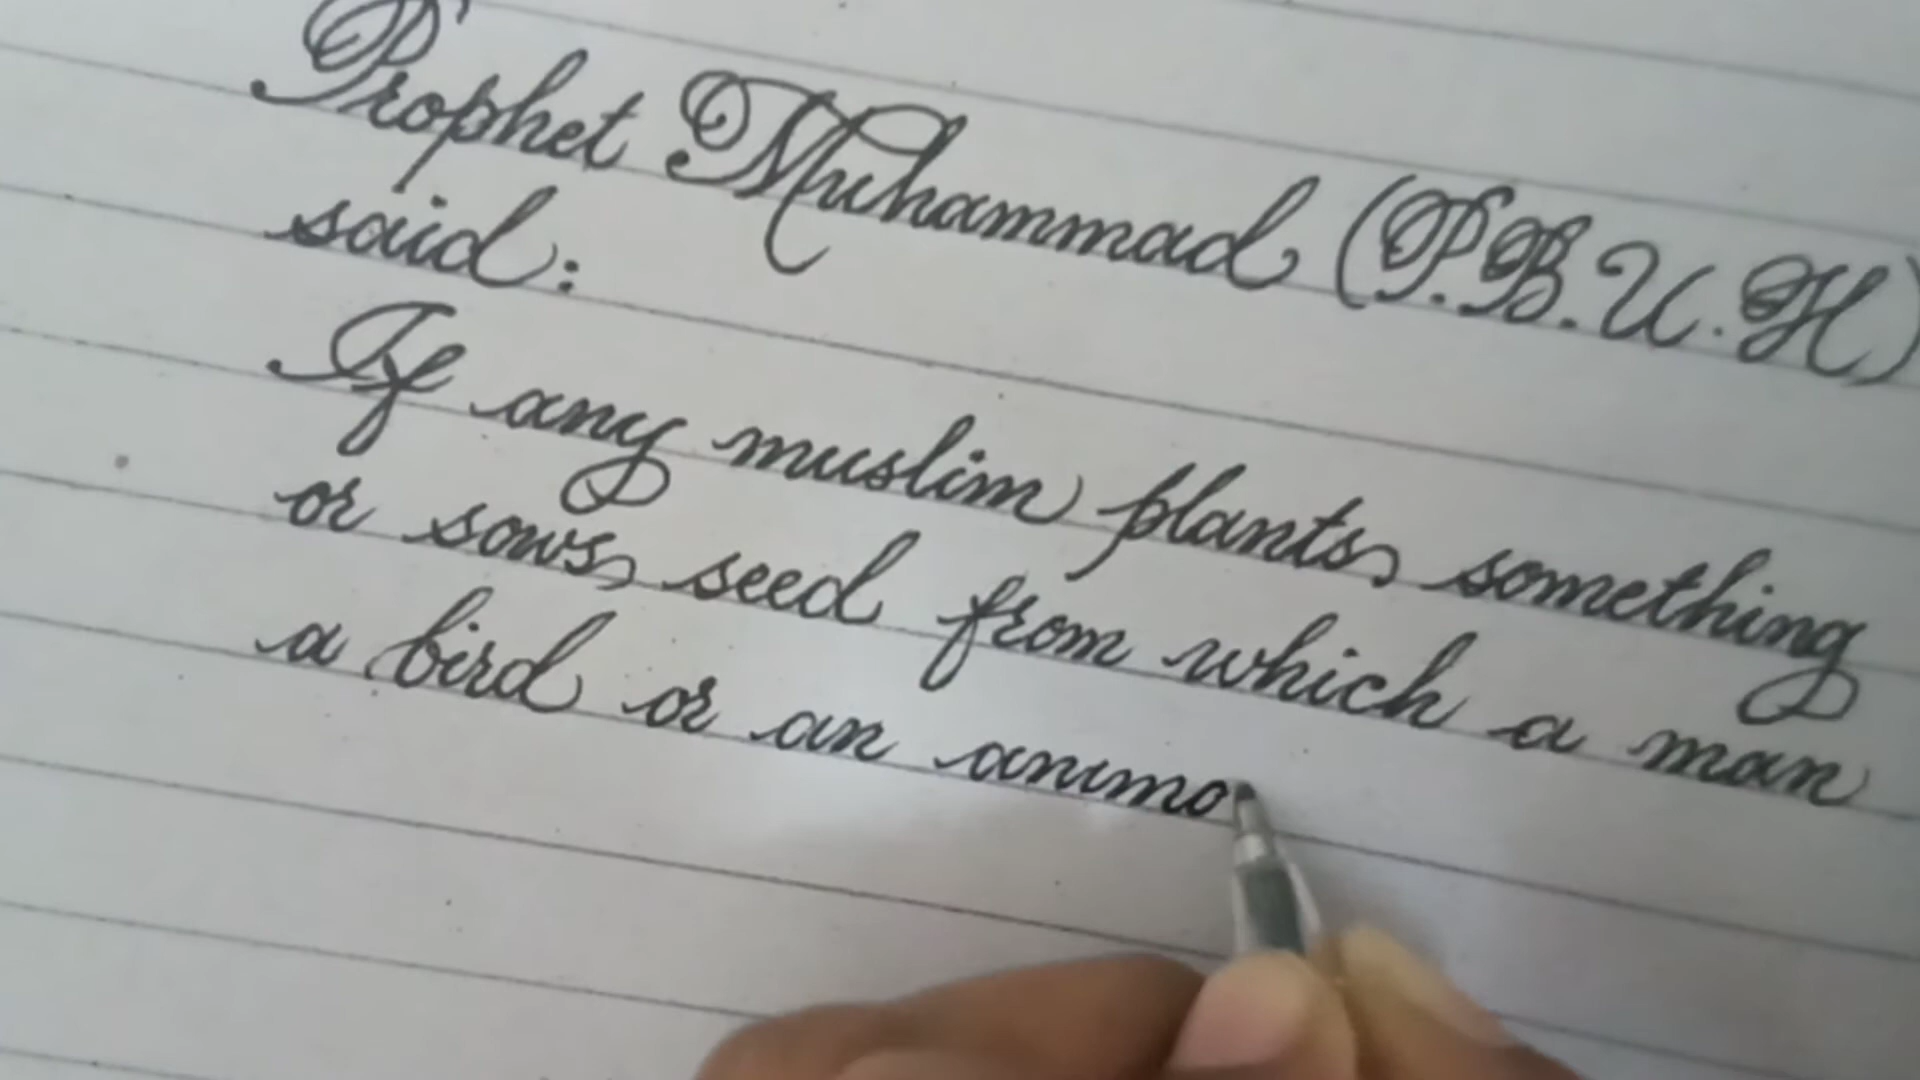 Prophet Muhammad (P.B.U.H)
said:
If any muslim plants something
or sows seed from which a man
a bird or an anima